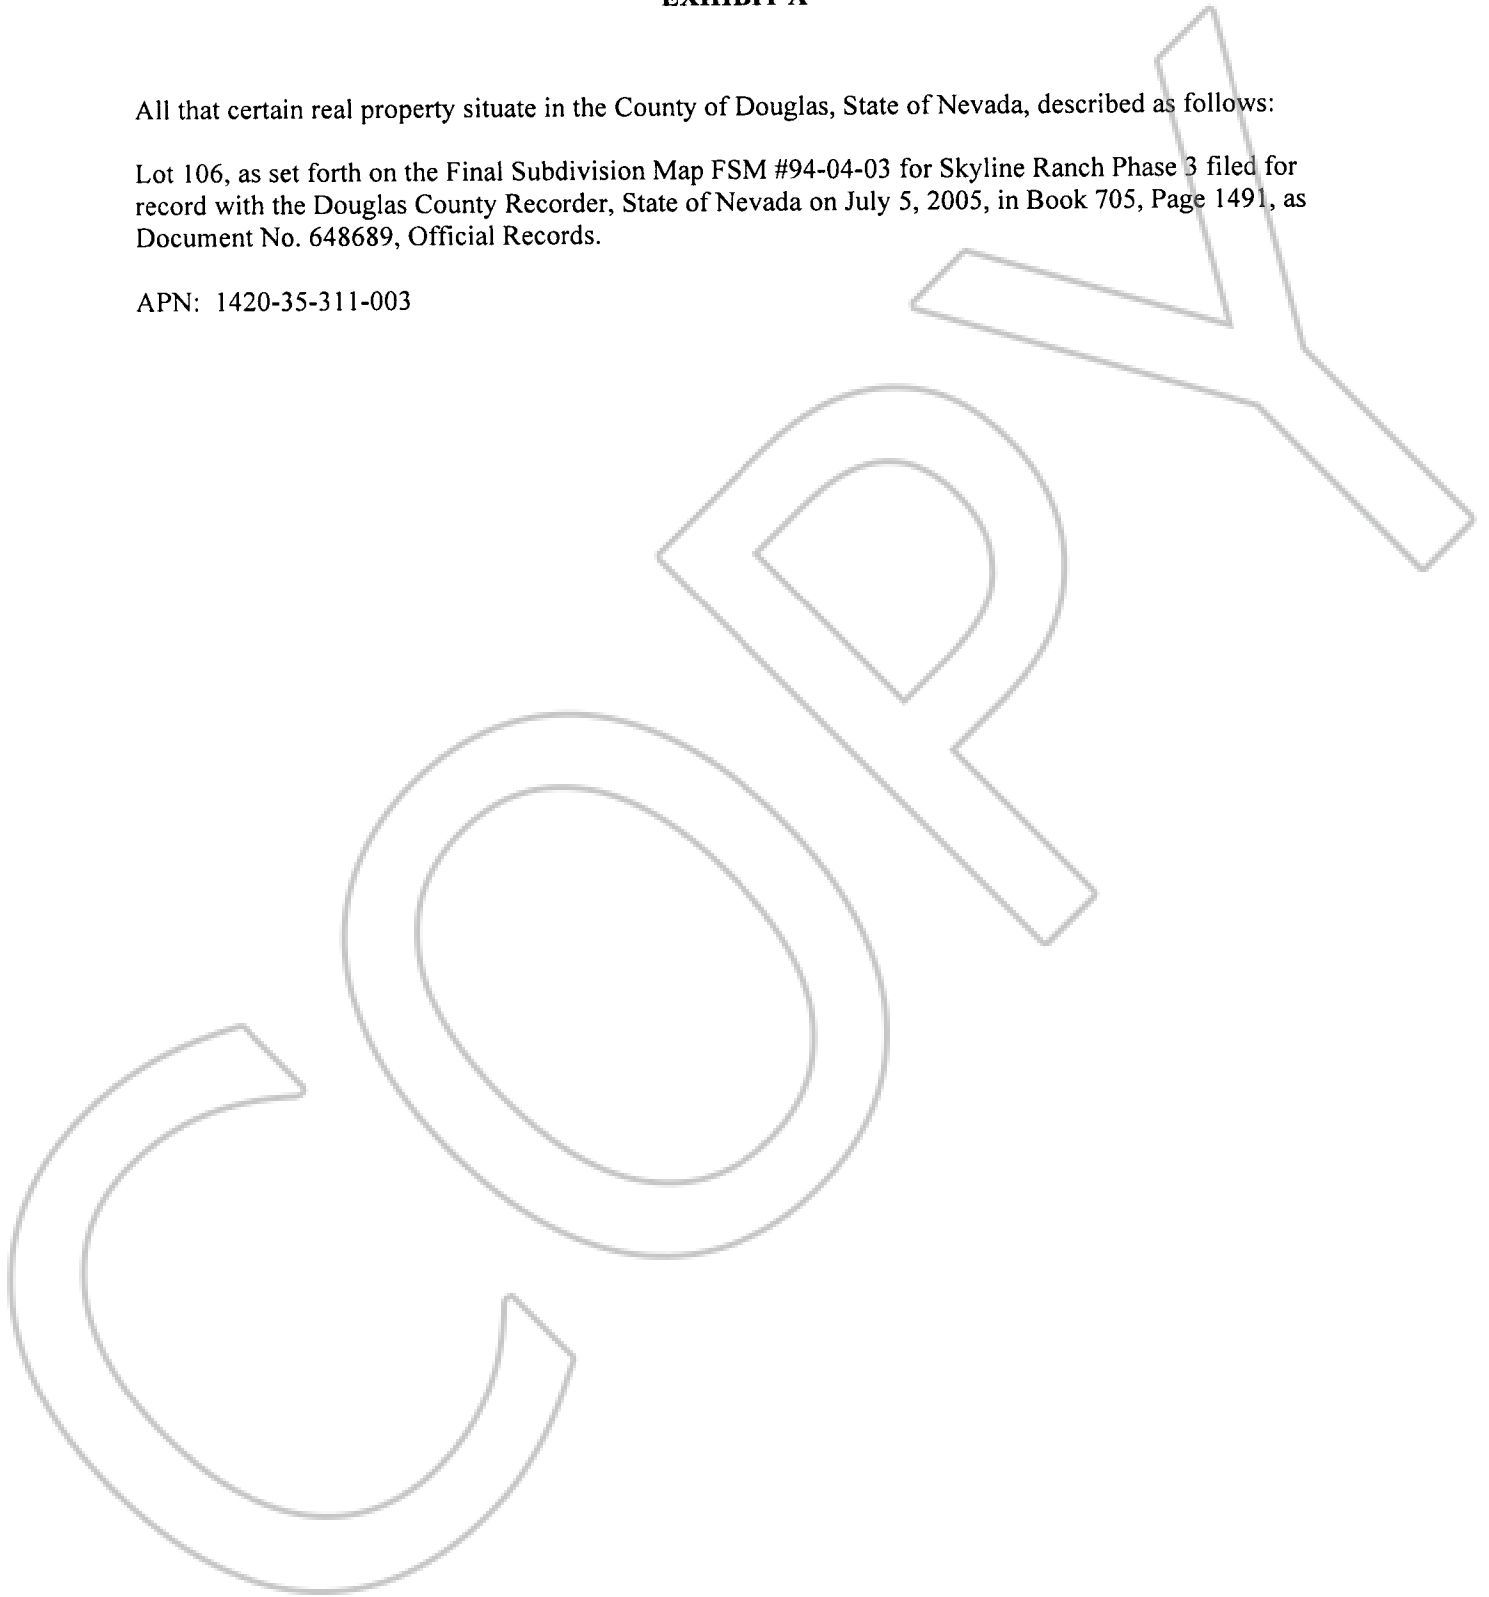 EXHIBIT A
All that certain real property situate in the County of Douglas, State of Nevada, described as follows:
Lot 106, as set forth on the Final Subdivision Map FSM #94-04-03 for Skyline Ranch Phase 3 filed for
record with the Douglas County Recorder, State of Nevada on July 5, 2005, in Book 705, Page 1491, as
Document No. 648689, Official Records.
APN: 1420-35-311-003
COPY